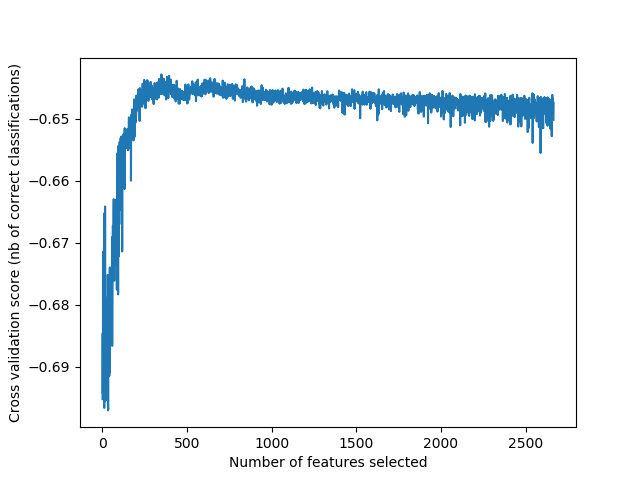 Cross validation score (nb of correct classifications)
−0.65
−0.66
−0.67
−0.68
−0.69
0 500 1000 1500 2000 2500
Number of features selected